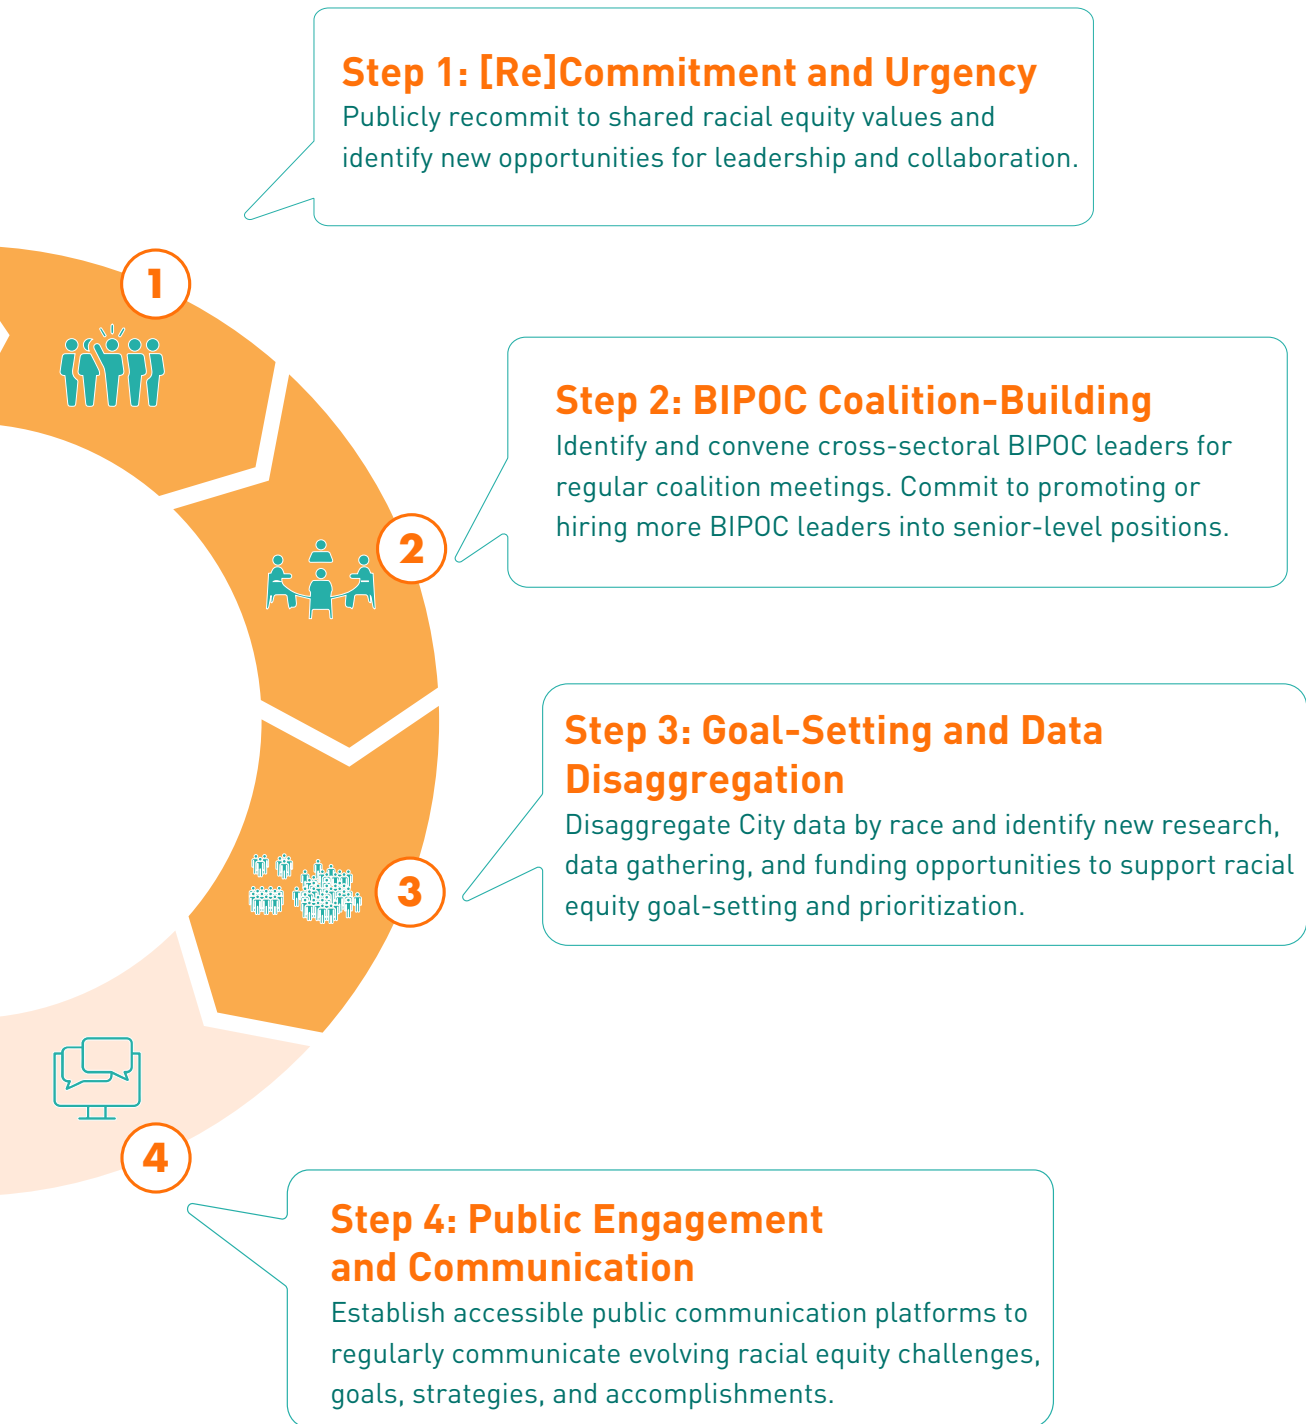 Step 1: [Re]Commitment and Urgency
Publicly recommit to shared racial equity values and
identify new opportunities for leadership and collaboration.
1
Step 2: BIPOC Coalition-Building
Identify and convene cross-sectoral BIPOC leaders for
regular coalition meetings. Commit to promoting or
hiring more BIPOC leaders into senior-level positions.
2
Step 3: Goal-Setting and Data
Disaggregation
Disaggregate City data by race and identify new research,
data gathering, and funding opportunities to support racial
equity goal-setting and prioritization.
3
4
Step 4: Public Engagement
and Communication
Establish accessible public communication platforms to
regularly communicate evolving racial equity challenges,
goals, strategies, and accomplishments.